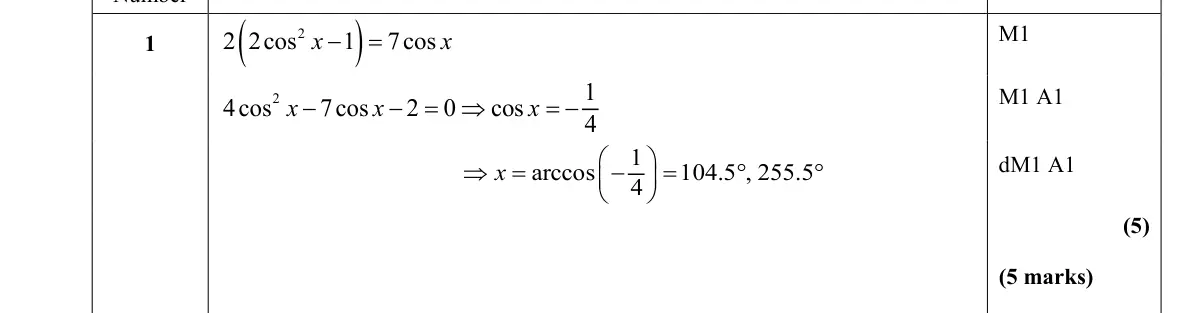 Number
1
2(2cos² x − 1) = 7cos x
M1
4cos² x − 7cos x − 2 = 0 ⇒ cos x = −1/4
M1 A1
⇒ x = arccos(−1/4) = 104.5°, 255.5°
dM1 A1
(5)
(5 marks)